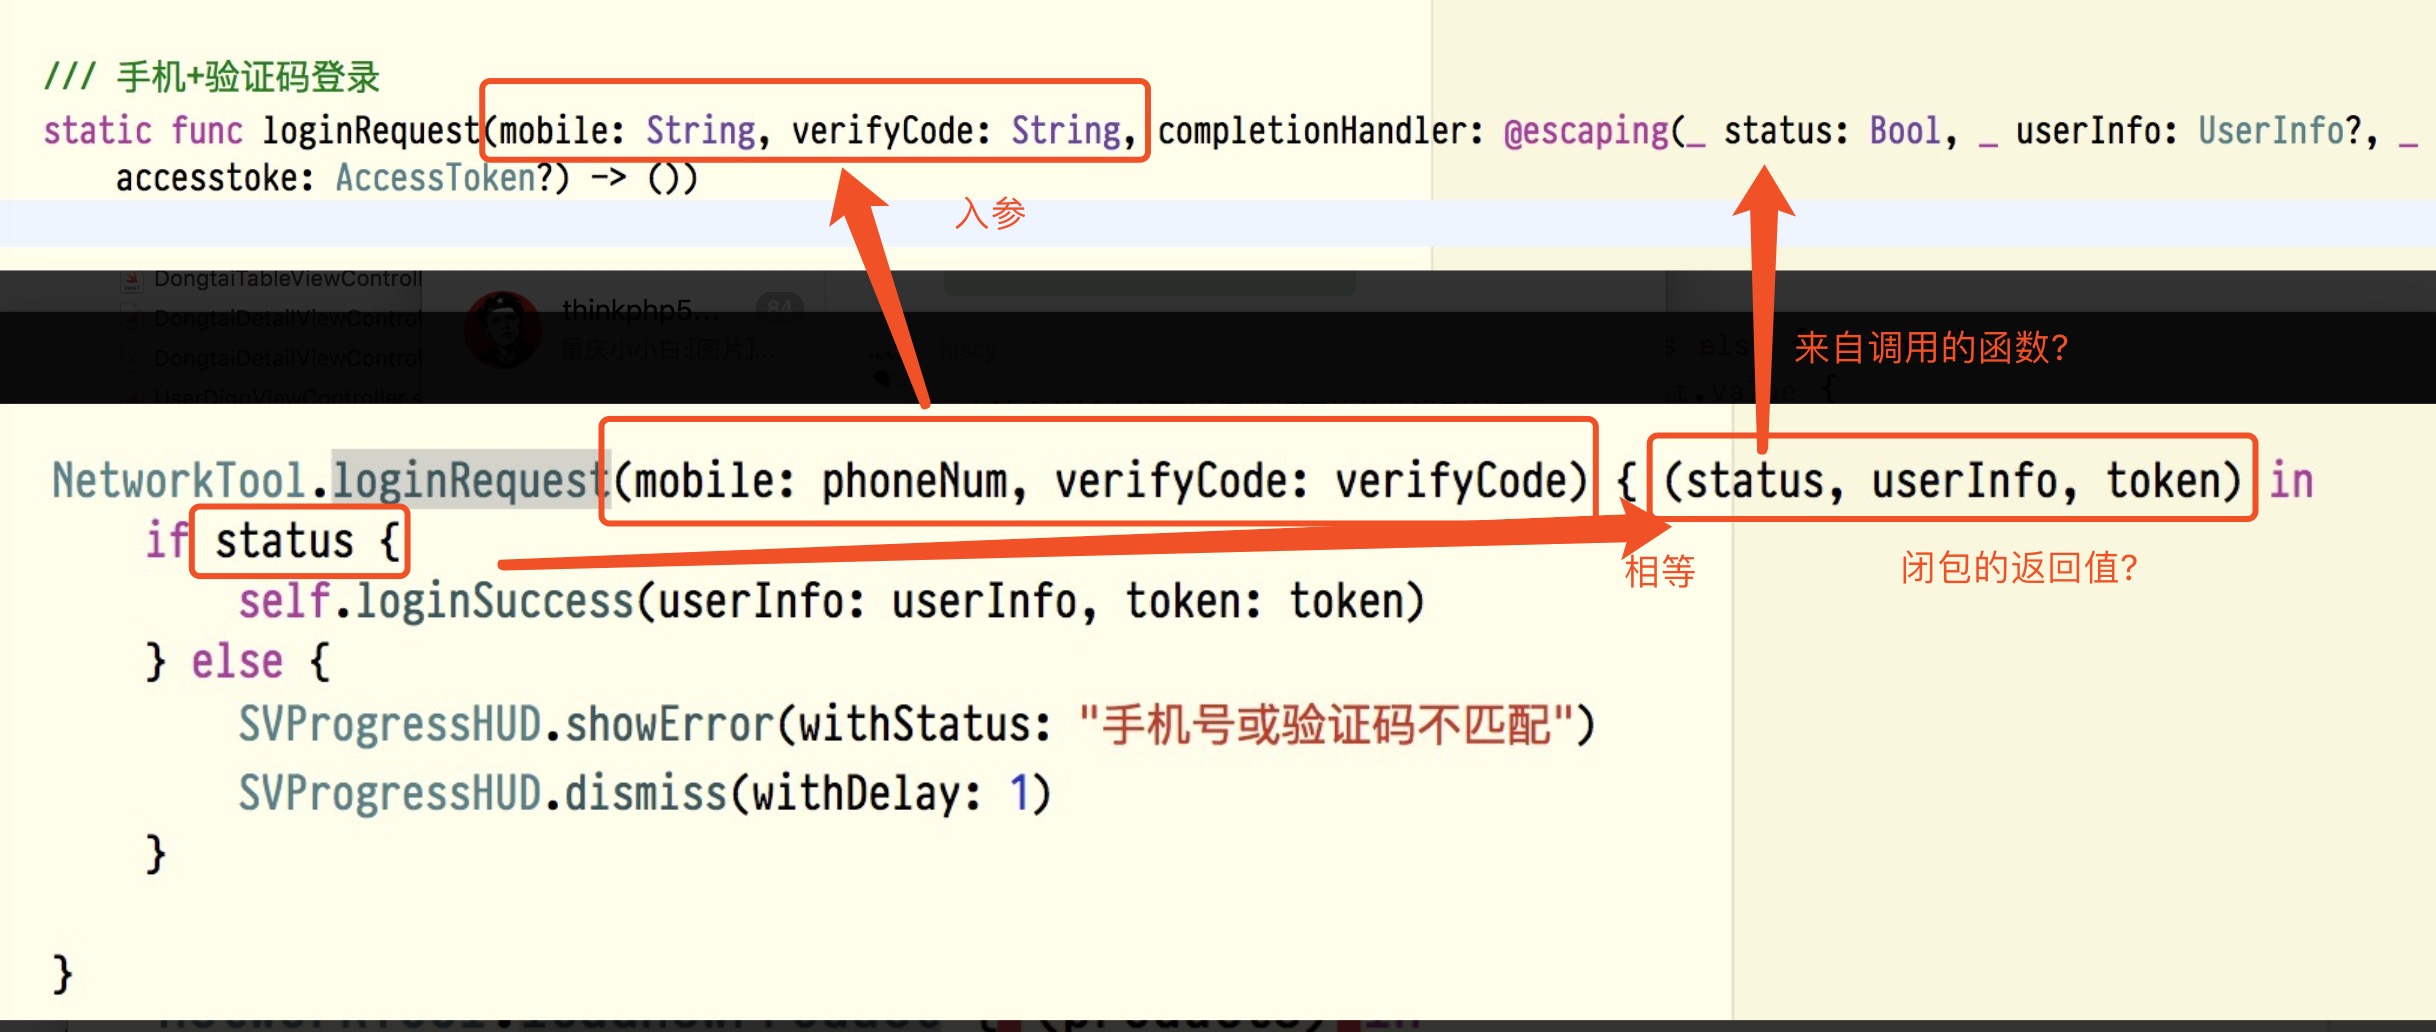 /// 手机+验证码登录
static func loginRequest(mobile: String, verifyCode: String, completionHandler: @escaping(_ status: Bool, _ userInfo: UserInfo?, _
accesstoke: AccessToken?) -> ())
入参
DongtaiTableViewControll
thinkphp5... 84
DongtaiDetailViewControl
来自调用的函数?
重庆小小白:[图片]...
hiscy
DongtaiDetailViewControl
t.value {
NetworkTool.loginRequest(mobile: phoneNum, verifyCode: verifyCode) { (status, userInfo, token) in
if status {
相等
闭包的返回值?
self.loginSuccess(userInfo: userInfo, token: token)
} else {
SVProgressHUD.showError(withStatus: "手机号或验证码不匹配")
SVProgressHUD.dismiss(withDelay: 1)
}
}